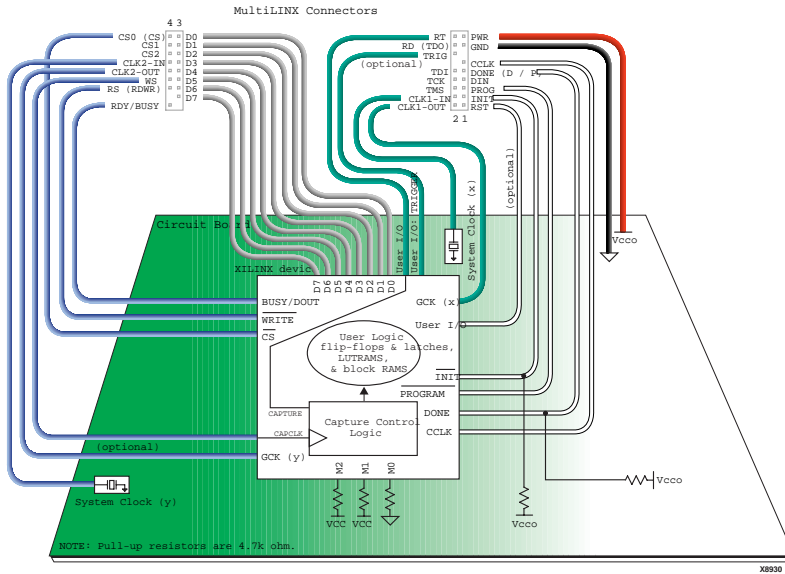 MultiLINX Connectors
4 3
CS0 (CS)
CS1
CS2
CLK2-IN
CLK2-OUT
WS
RS (RDWR)
RDY/BUSY
D0
D1
D2
D3
D4
D5
D6
D7
RT
RD (TDO)
TRIG
(optional)
TDI
TCK
TMS
CLK1-IN
CLK1-OUT
2 1
PWR
GND
CCLK
DONE (D / P)
DIN
PROG
INIT
RST
(optional)
System Clock (x)
Vcco
Circuit Board
User I/O
User I/O: TRIGGER
XILINX device
D7
D6
D5
D4
D3
D2
D1
D0
BUSY/DOUT
WRITE
CS
GCK (x)
User I/O
User Logic
flip-flops & latches,
LUTRAMS,
& block RAMS
INIT
PROGRAM
CAPTURE
DONE
Capture Control
Logic
CAPCLK
CCLK
(optional)
GCK (y)
M2
M1
M0
Vcco
System Clock (y)
VCC
VCC
Vcco
NOTE: Pull-up resistors are 4.7k ohm.
X8930